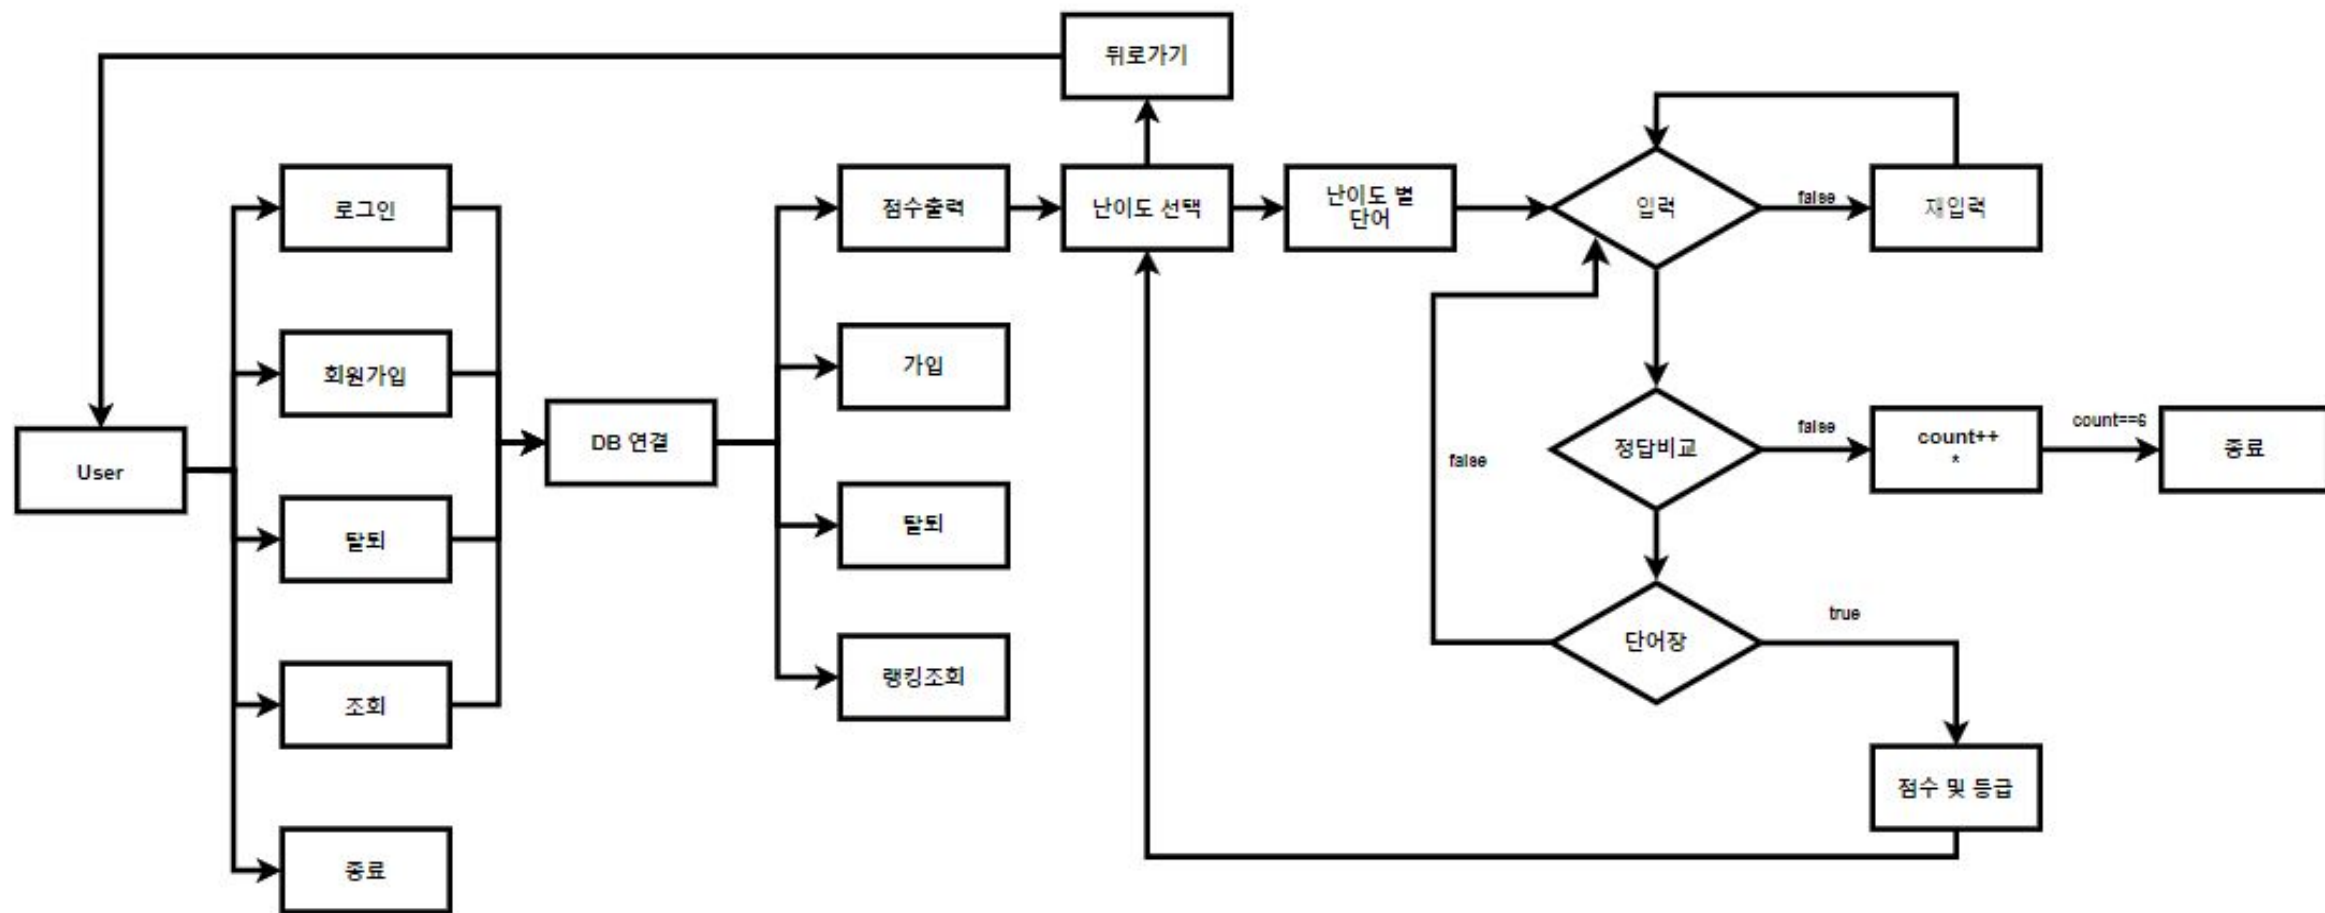 뒤로가기
로그인
점수출력
난이도 선택
난이도 별
단어
입력
false
재입력
회원가입
가입
User
DB 연결
정답비교
false
count++
*
count==6
종료
false
탈퇴
탈퇴
단어장
true
조회
랭킹조회
점수 및 등급
종료